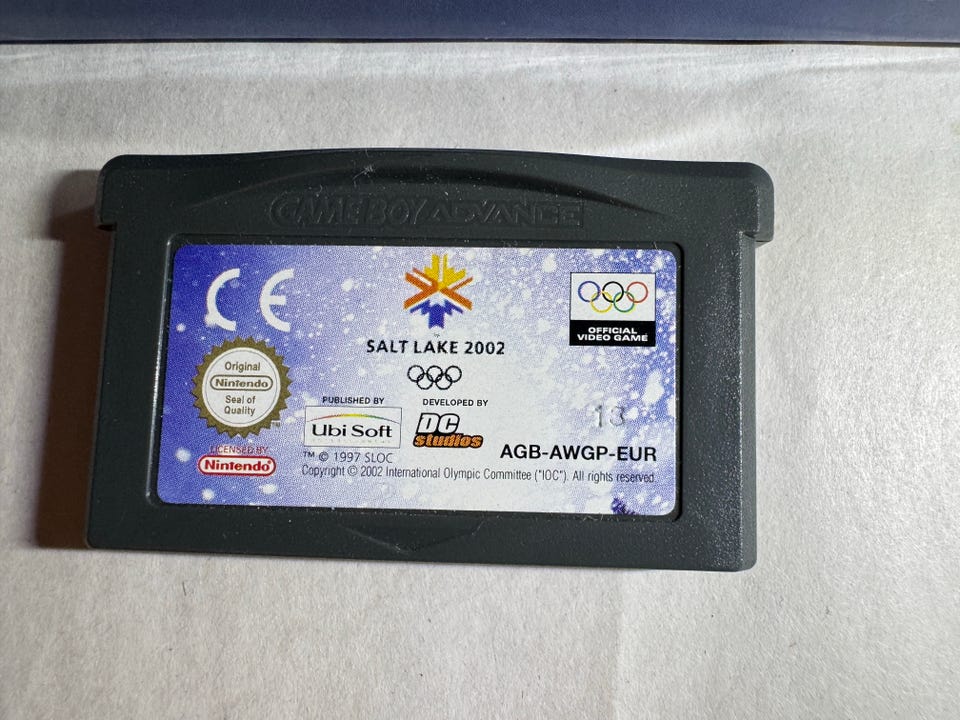 GAME BOY ADVANCE
CE
SALT LAKE 2002
OFFICIAL
VIDEO GAME
Original
Nintendo
Seal of
Quality
TM
LICENSED BY
Nintendo
PUBLISHED BY
Ubi Soft
DEVELOPED BY
DC
studios
13
AGB-AWGP-EUR
™ © 1997 SLOC
Copyright © 2002 International Olympic Committee ("IOC"). All rights reserved.